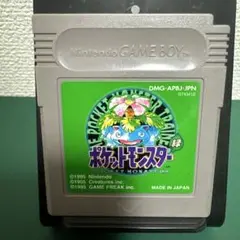 Nintendo GAME BOY
DMG-APBJ-JPN
ポケットモンスター
緑
©1995 Nintendo
©1995 Creatures inc.
©1995 GAME FREAK inc.
MADE IN JAPAN